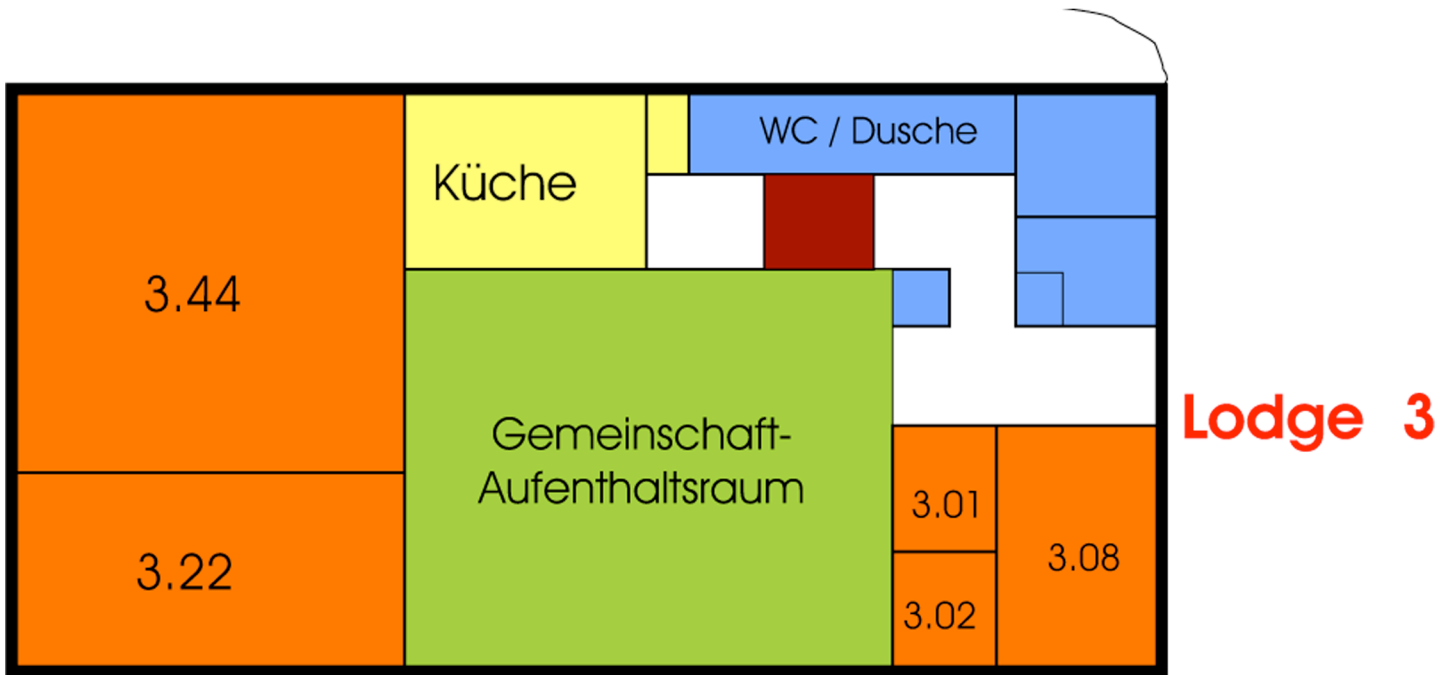 WC / Dusche
Küche
3.44
Gemeinschaft-
Aufenthaltsraum
Lodge 3
3.01
3.08
3.22
3.02